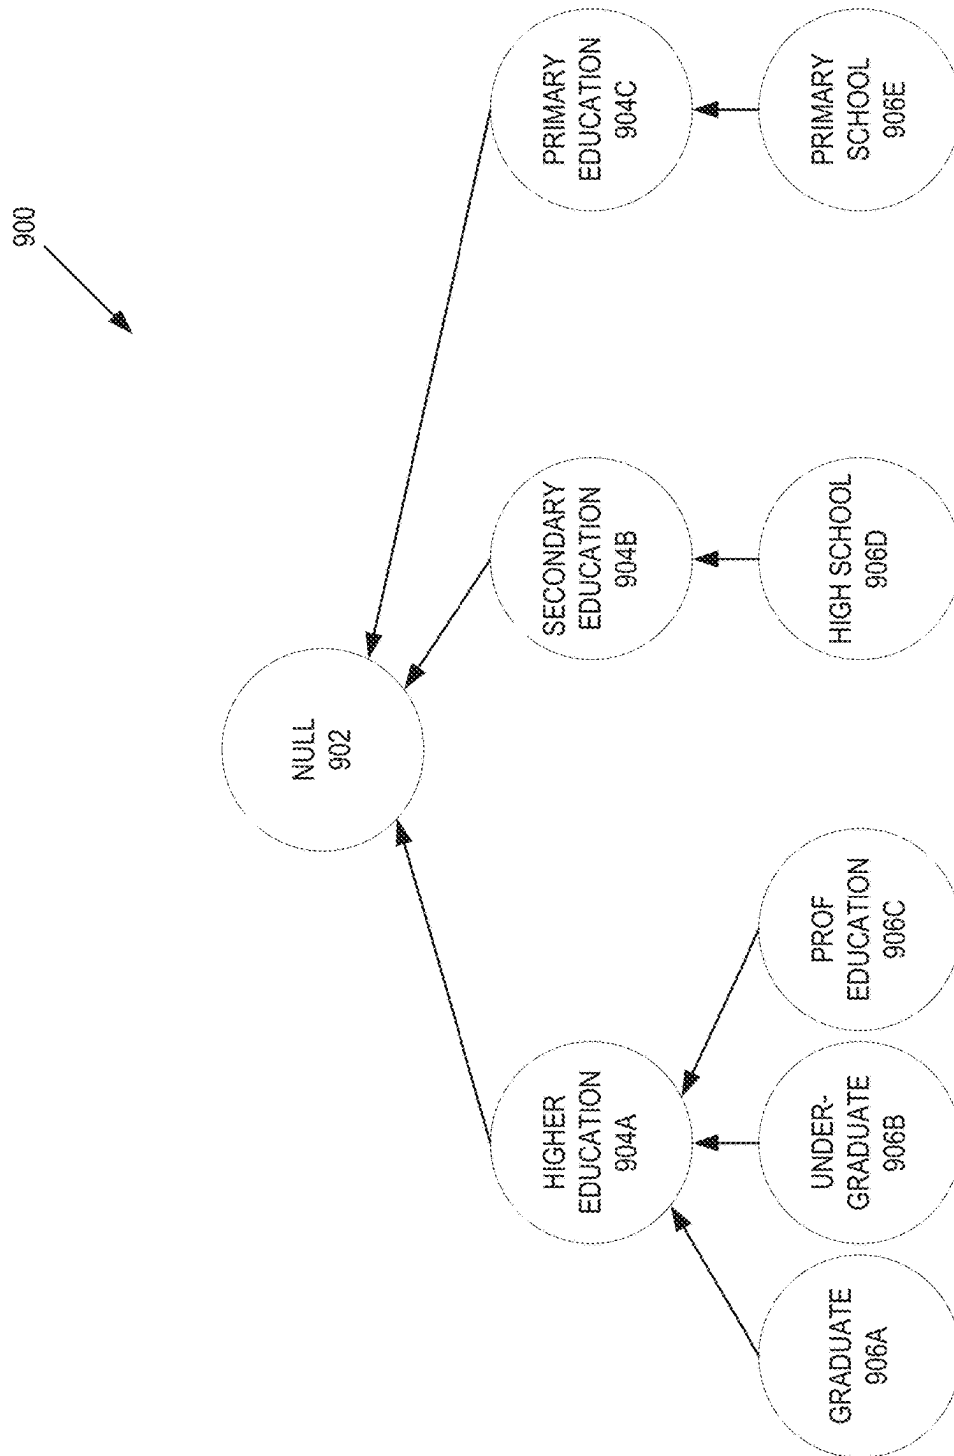 900
NULL
902
HIGHER
EDUCATION
904A
SECONDARY
EDUCATION
904B
PRIMARY
EDUCATION
904C
GRADUATE
906A
UNDER-
GRADUATE
906B
PROF
EDUCATION
906C
HIGH SCHOOL
906D
PRIMARY
SCHOOL
906E